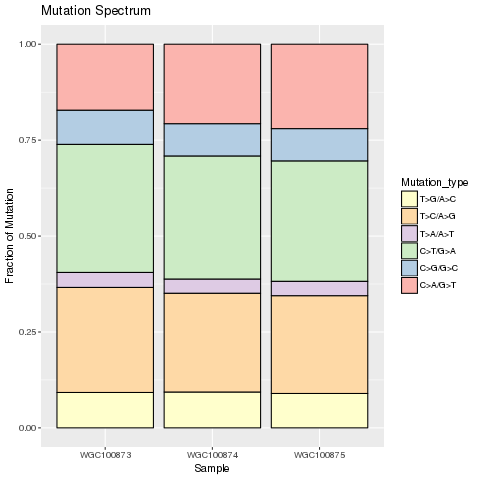 Mutation Spectrum
Fraction of Mutation
1.00
0.75
0.50
0.25
0.00
WGC100873
WGC100874
WGC100875
Sample
Mutation_type
T>G/A>C
T>C/A>G
T>A/A>T
C>T/G>A
C>G/G>C
C>A/G>T